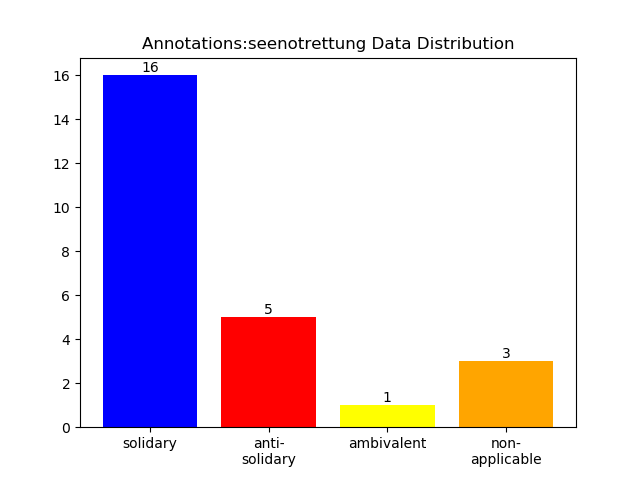 Annotations:seenotrettung Data Distribution
16
14
12
10
8
6
4
2
0
16
5
1
3
solidary
anti-
solidary
ambivalent
non-
applicable